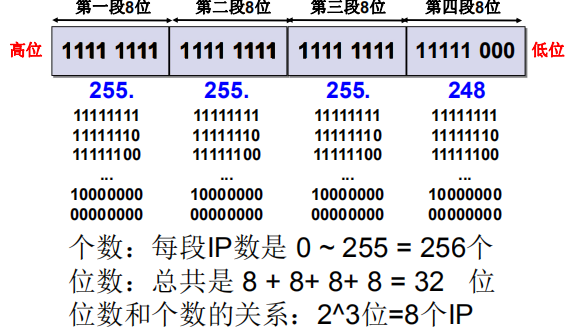 第一段8位 第二段8位 第三段8位 第四段8位
高位 1111 1111 1111 1111 1111 1111 11111 000 低位
255. 255. 255. 248
11111111 11111111 11111111 11111111
11111110 11111110 11111110 11111110
11111100 11111100 11111100 11111100
... ... ... ...
10000000 10000000 10000000 10000000
00000000 00000000 00000000 00000000
个数：每段IP数是 0 ~ 255 = 256个
位数：总共是 8 + 8+ 8+ 8 = 32 位
位数和个数的关系：2^3位=8个IP